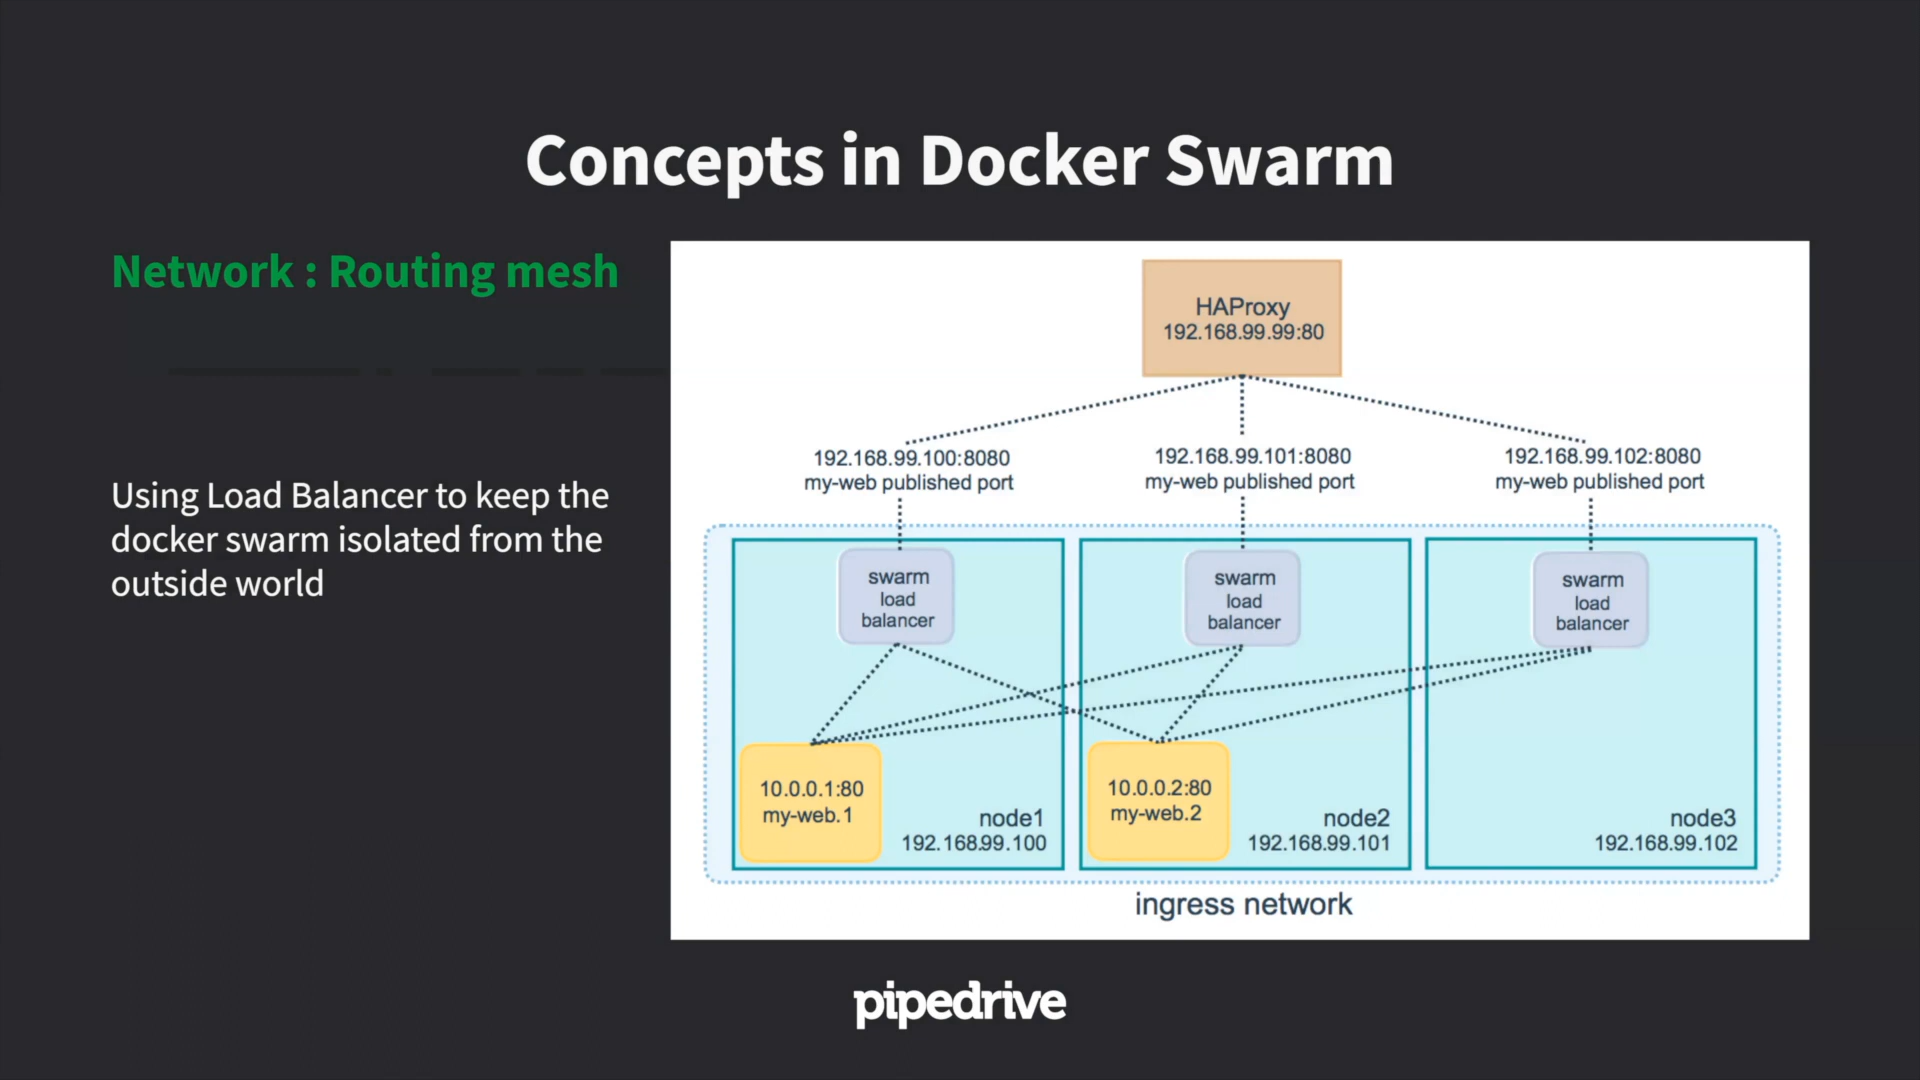 Concepts in Docker Swarm
Network : Routing mesh
Using Load Balancer to keep the
docker swarm isolated from the
outside world
HAProxy
192.168.99.99:80
192.168.99.100:8080
my-web published port
192.168.99.101:8080
my-web published port
192.168.99.102:8080
my-web published port
swarm
load
balancer
swarm
load
balancer
swarm
load
balancer
10.0.0.1:80
my-web.1
node1
192.168.99.100
10.0.0.2:80
my-web.2
node2
192.168.99.101
node3
192.168.99.102
ingress network
pipedrive